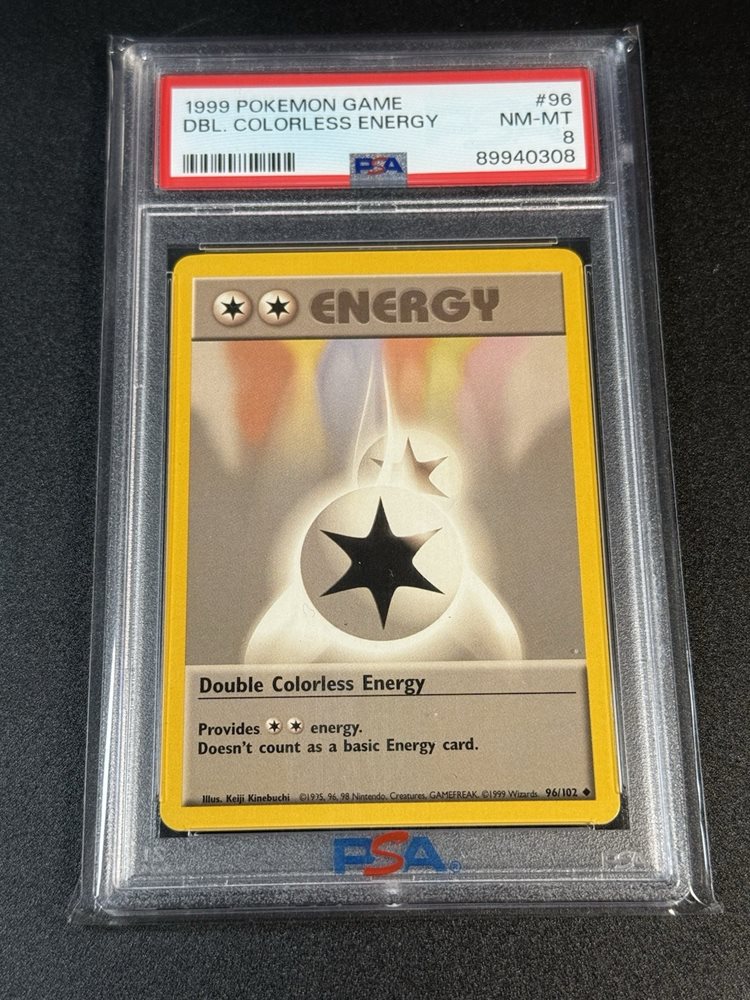 1999 POKEMON GAME #96
DBL. COLORLESS ENERGY NM-MT
8
PSA 89940308
ENERGY
Double Colorless Energy
Provides energy.
Doesn't count as a basic Energy card.
Illus. Keiji Kinebuchi ©1995, 96, 98 Nintendo, Creatures, GAMEFREAK. ©1999 Wizards. 96/102
PSA®